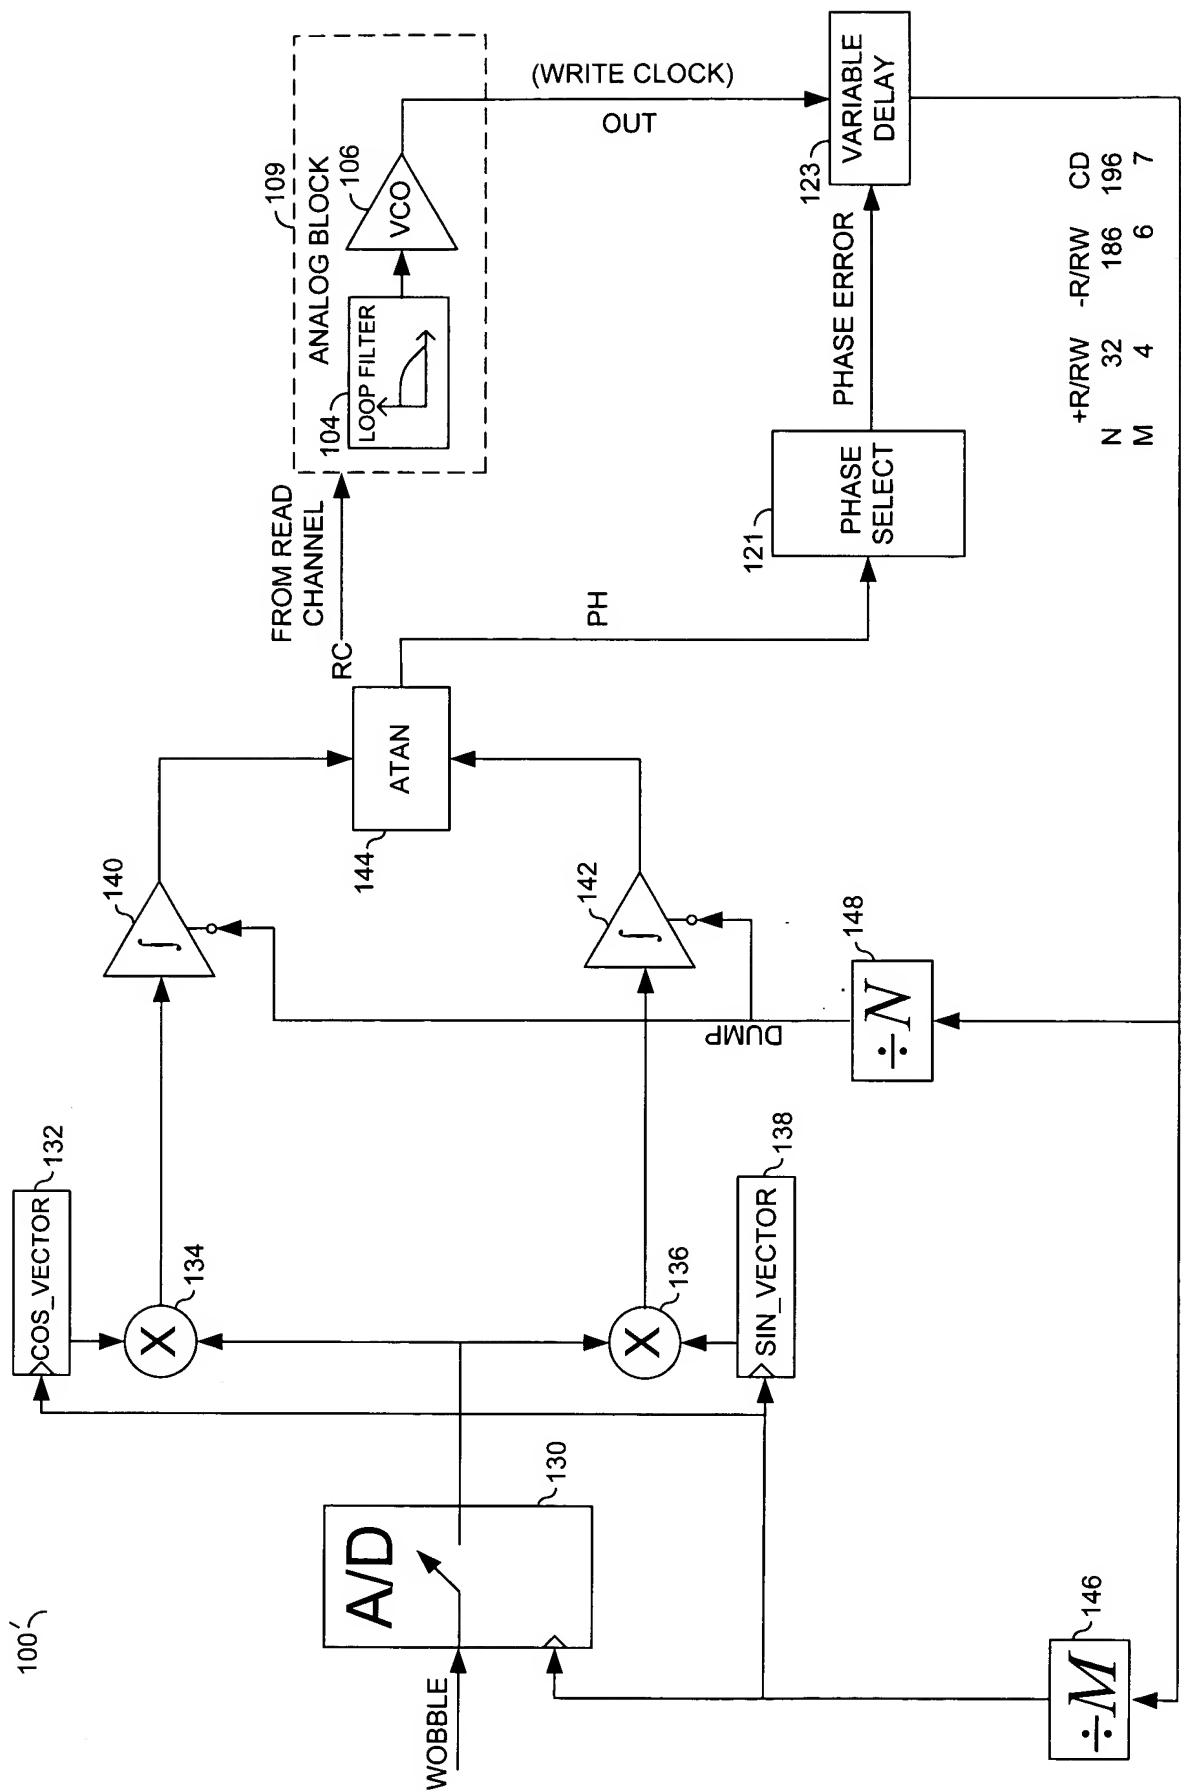 100'
WOBBLE
A/D
130
÷M
146
COS_VECTOR
132
X
134
X
136
SIN_VECTOR
138
∫
140
∫
142
DUMP
÷N
148
ATAN
144
PH
FROM READ
CHANNEL
RC
109
ANALOG BLOCK
104
LOOP FILTER
106
VCO
(WRITE CLOCK)
OUT
121
PHASE
SELECT
PHASE ERROR
123
VARIABLE
DELAY
+R/RW -R/RW CD
N 32 186 196
M 4 6 7